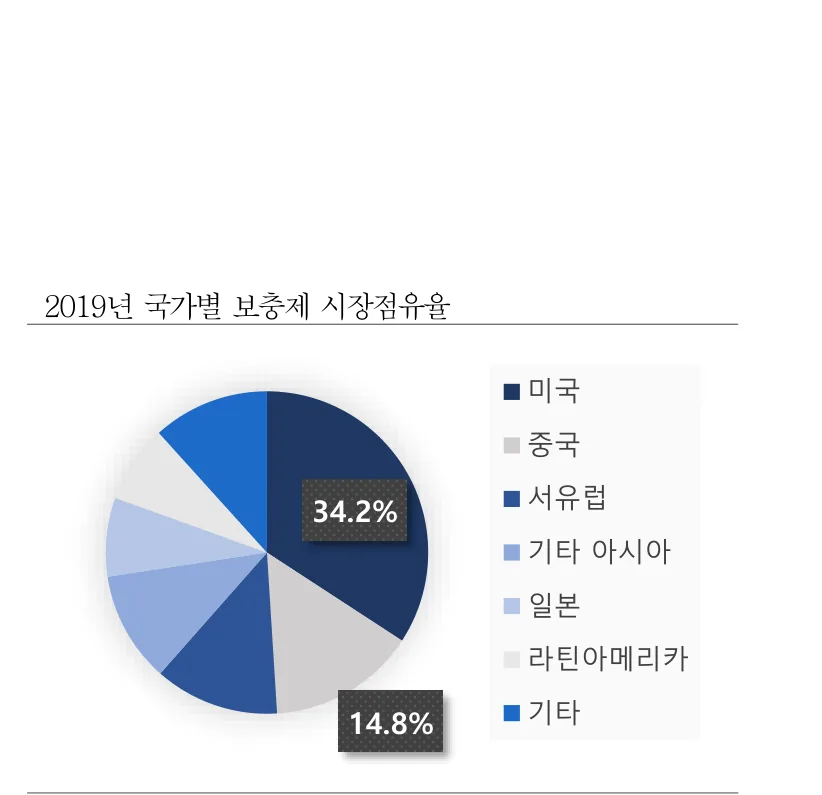 2019년 국가별 보충제 시장점유율
미국
34.2%
중국
서유럽
기타 아시아
일본
라틴아메리카
기타
14.8%